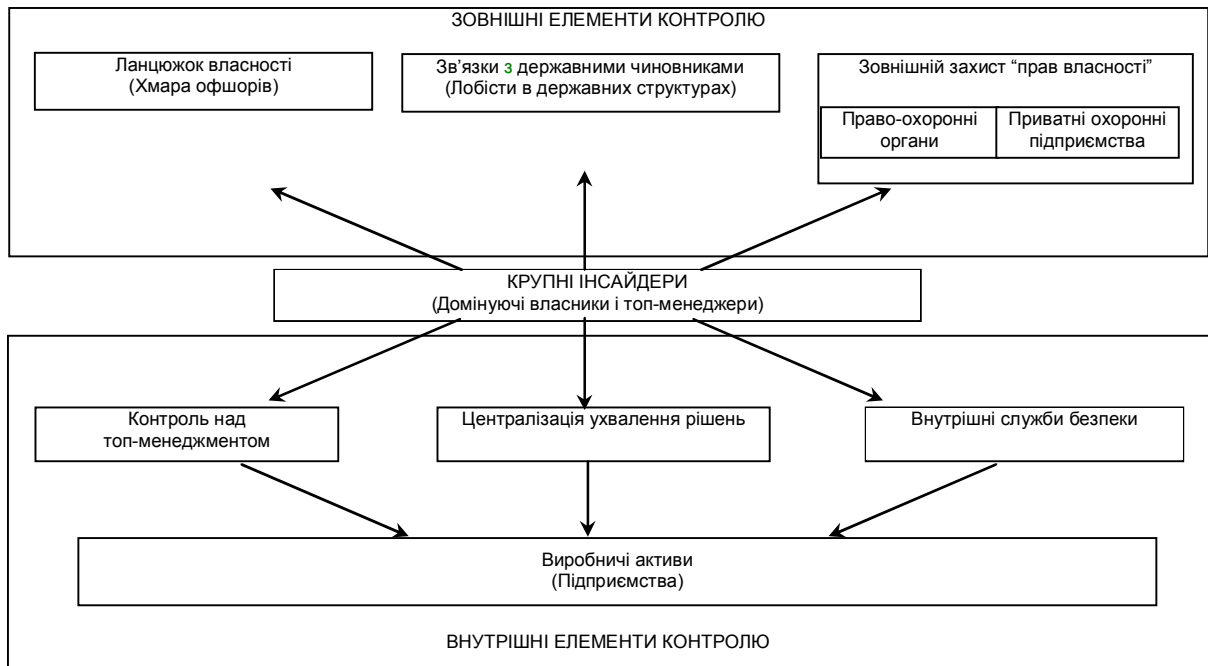 ЗОВНІШНІ ЕЛЕМЕНТИ КОНТРОЛЮ
Ланцюжок власності
(Хмара офшорів)
Зв’язки з державними чиновниками
(Лобісти в державних структурах)
Зовнішній захист “прав власності”
Право-охоронні
органи
Приватні охоронні
підприємства
КРУПНІ ІНСАЙДЕРИ
(Домінуючі власники і топ-менеджери)
Контроль над
топ-менеджментом
Централізація ухвалення рішень
Внутрішні служби безпеки
Виробничі активи
(Підприємства)
ВНУТРІШНІ ЕЛЕМЕНТИ КОНТРОЛЮ